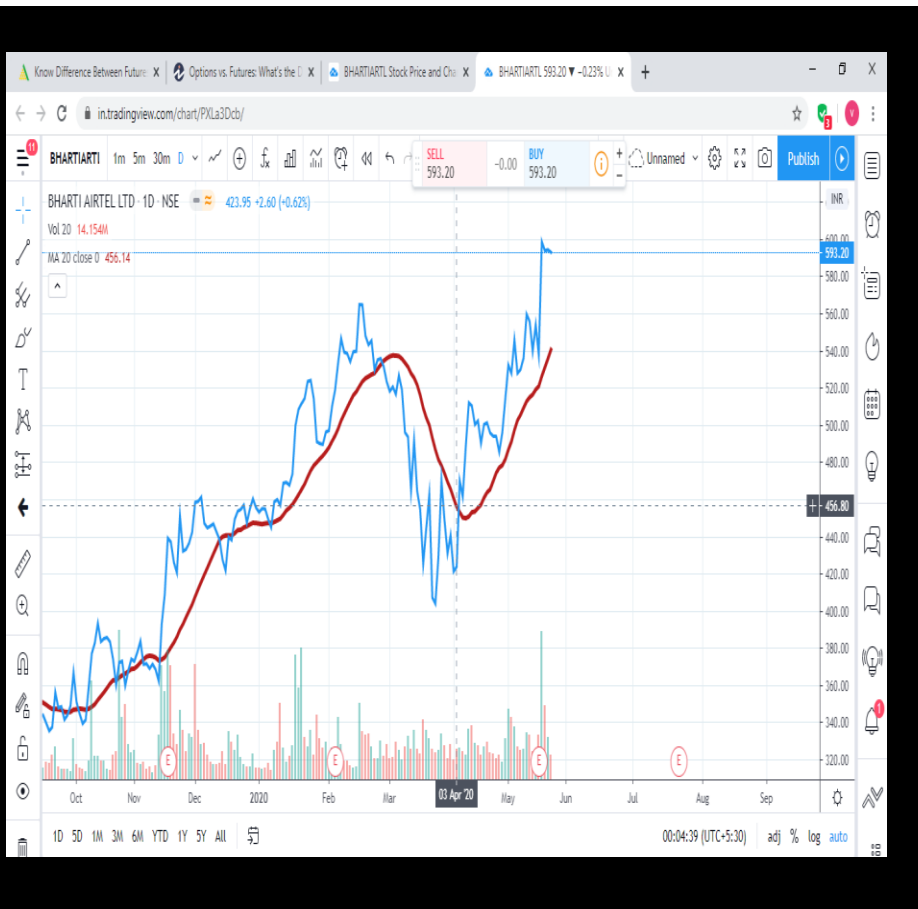 Know Difference Between Future X
Options vs. Futures: What's the D X
BHARTIARTL Stock Price and Cha X
BHARTIARTL 593.20 ▼ −0.23% U X +
in.tradingview.com/chart/PXLa3Dcb/
V
3
11
BHARTIARTI 1m 5m 30m D
SELL
593.20
−0.00
BUY
593.20
Unnamed
Publish
BHARTI AIRTEL LTD · 1D · NSE 423.95 +2.60 (+0.62%)
INR
Vol 20 14.154M
MA 20 close 0 456.14
600.00
593.20
580.00
560.00
540.00
520.00
500.00
480.00
456.80
440.00
420.00
400.00
380.00
360.00
340.00
320.00
1
E E E E
Oct Nov Dec 2020 Feb Mar 03 Apr '20 May Jun Jul Aug Sep
1D 5D 1M 3M 6M YTD 1Y 5Y All
00:04:39 (UTC+5:30) adj % log auto